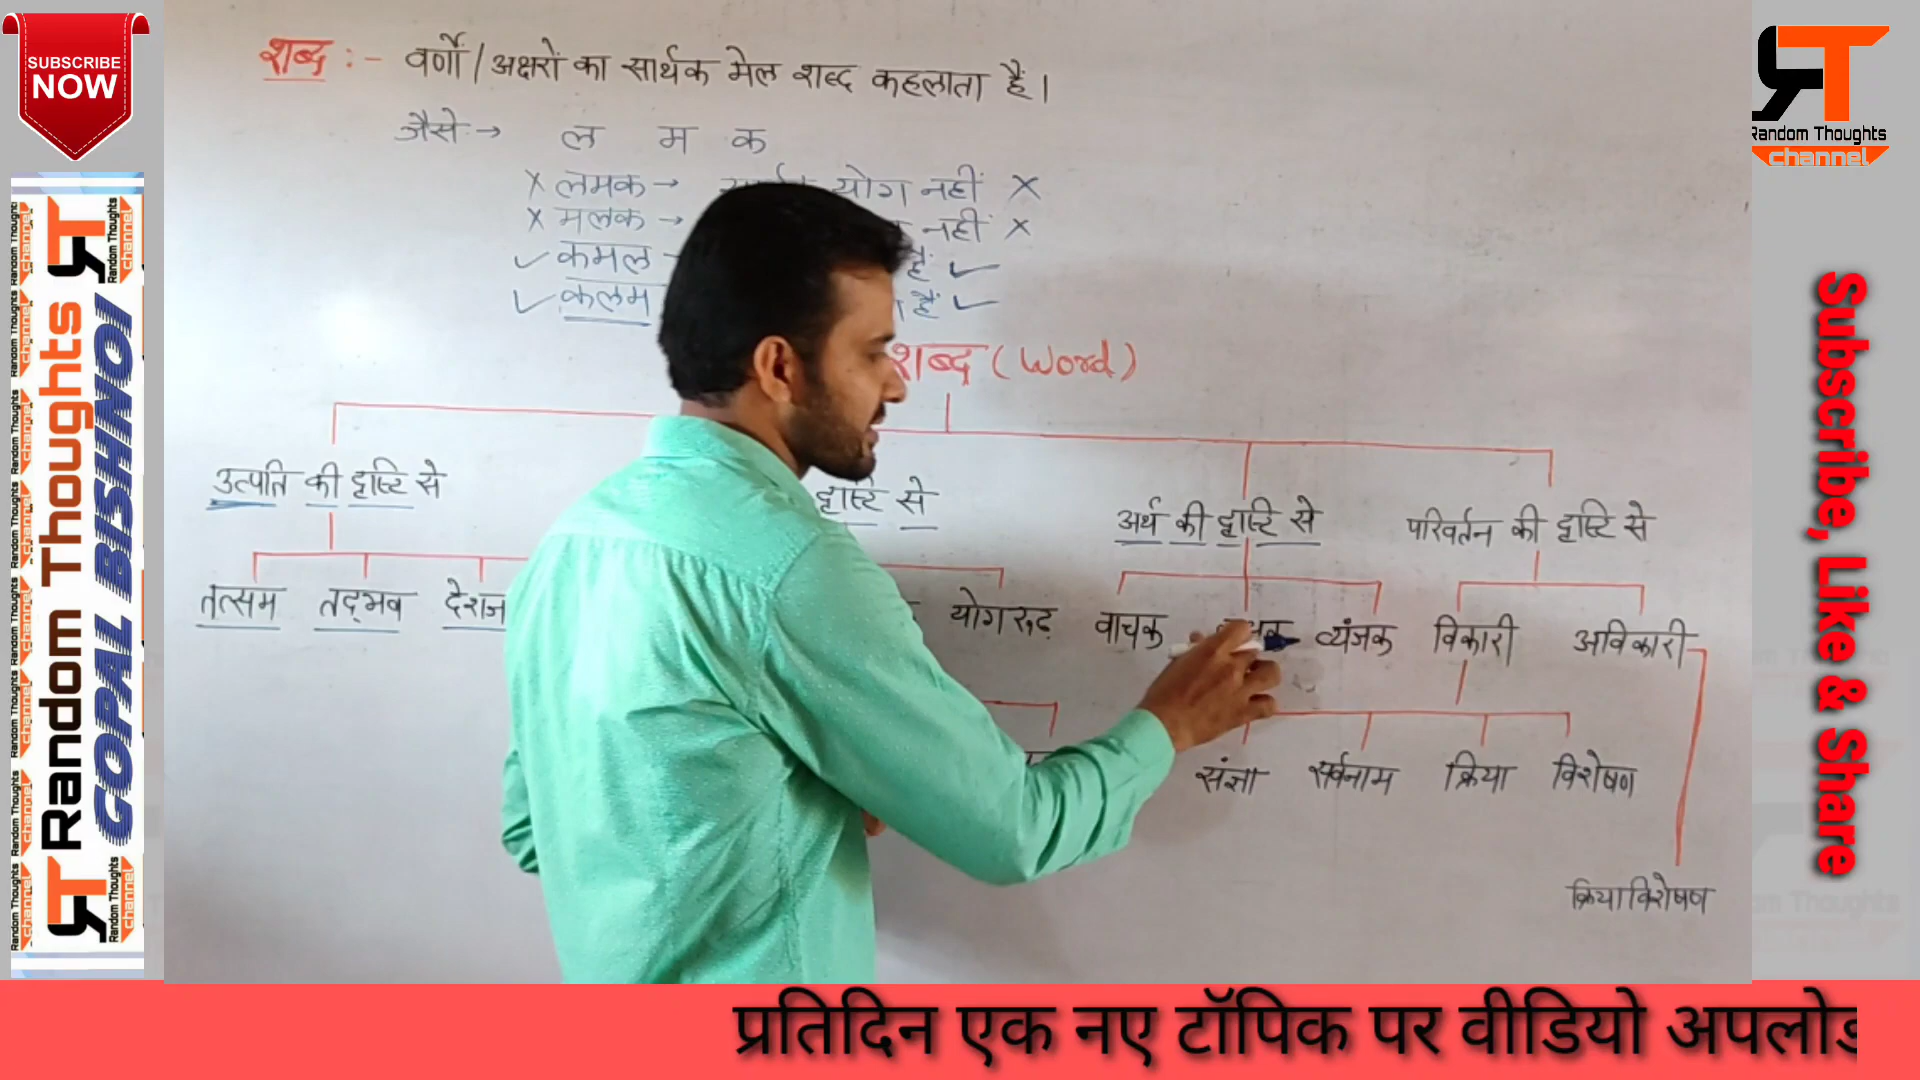 SUBSCRIBE
NOW
शब्द :- वर्णों/अक्षरों का सार्थक मेल शब्द कहलाता है।
जैसे → ल म क
× लमक → योग नहीं ×
× मलक → नहीं ×
✓ कमल - है ✓
✓ कलम हैं ✓
शब्द (Word)
उत्पति की दृष्टि से
दृष्टि से
अर्थ की दृष्टि से
परिवर्तन की दृष्टि से
तत्सम तद्भव देशज
योगरूढ़ वाचक व्यंजक विकारी अविकारी
संज्ञा सर्वनाम क्रिया विशेषण
क्रियाविशेषण
RT
Random Thoughts
channel
Random Thoughts
GOPAL BISHNOI
Subscribe, Like & Share
प्रतिदिन एक नए टॉपिक पर वीडियो अपलोड